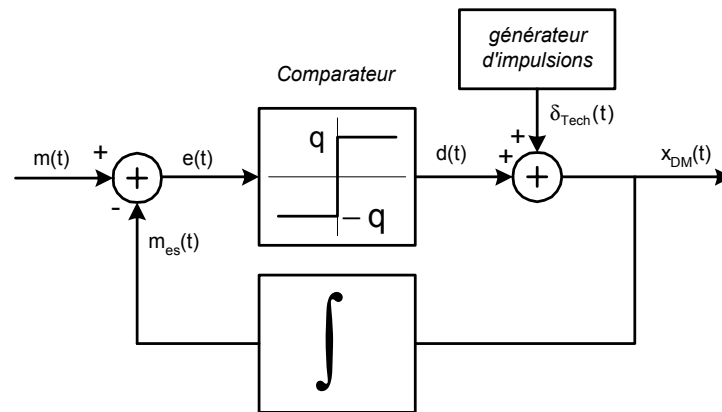 générateur
d'impulsions
Comparateur
δTech(t)
m(t)
+
-
+
e(t)
q
- q
d(t)
+
+
+
xDM(t)
mes(t)
∫